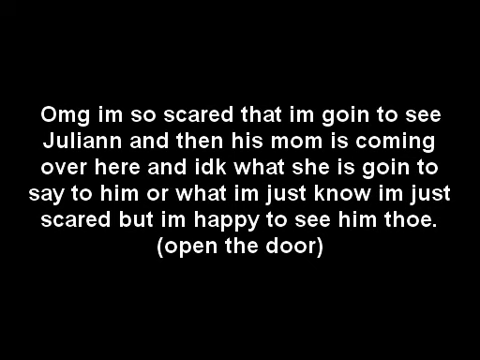 Omg im so scared that im goin to see
Juliann and then his mom is coming
over here and idk what she is goin to
say to him or what im just know im just
scared but im happy to see him thoe.
(open the door)